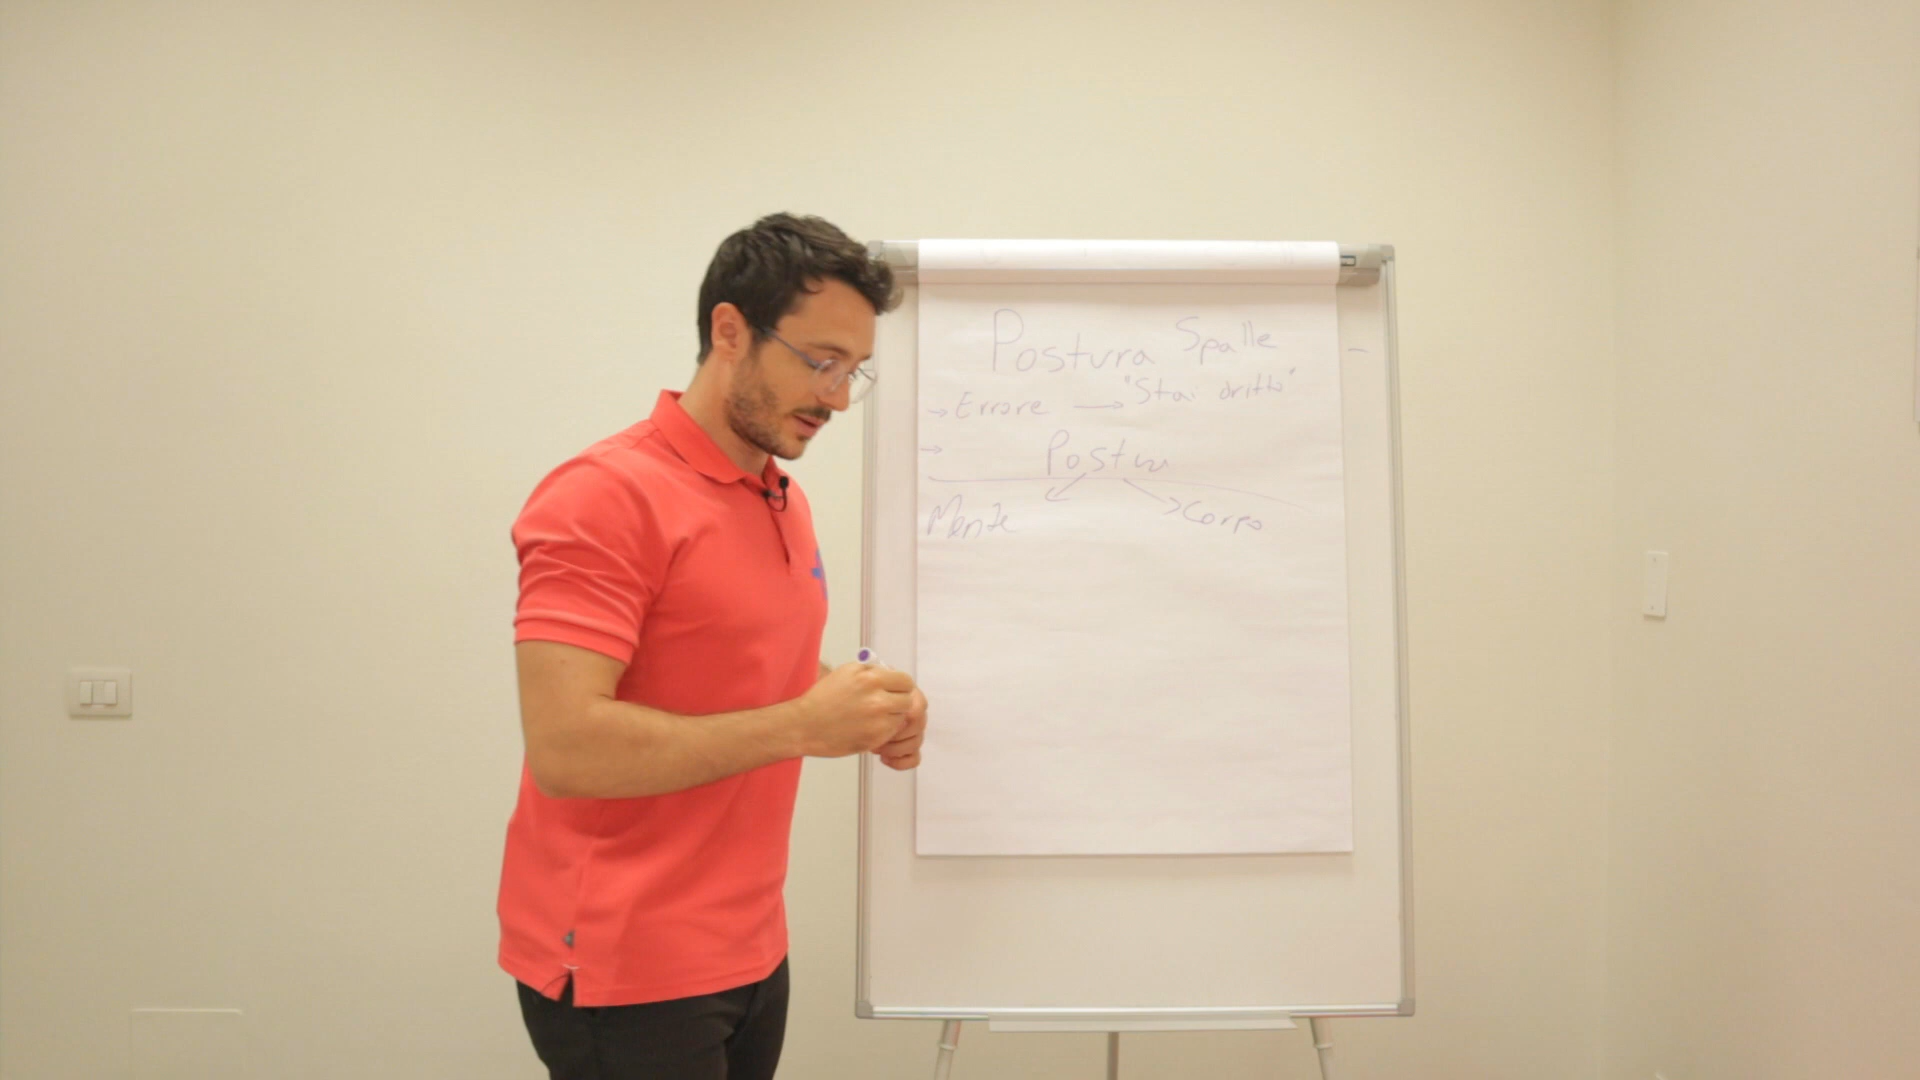 Postura Spalle
→ Errore → "Stai dritto"
→ Postura
Mente Corpo